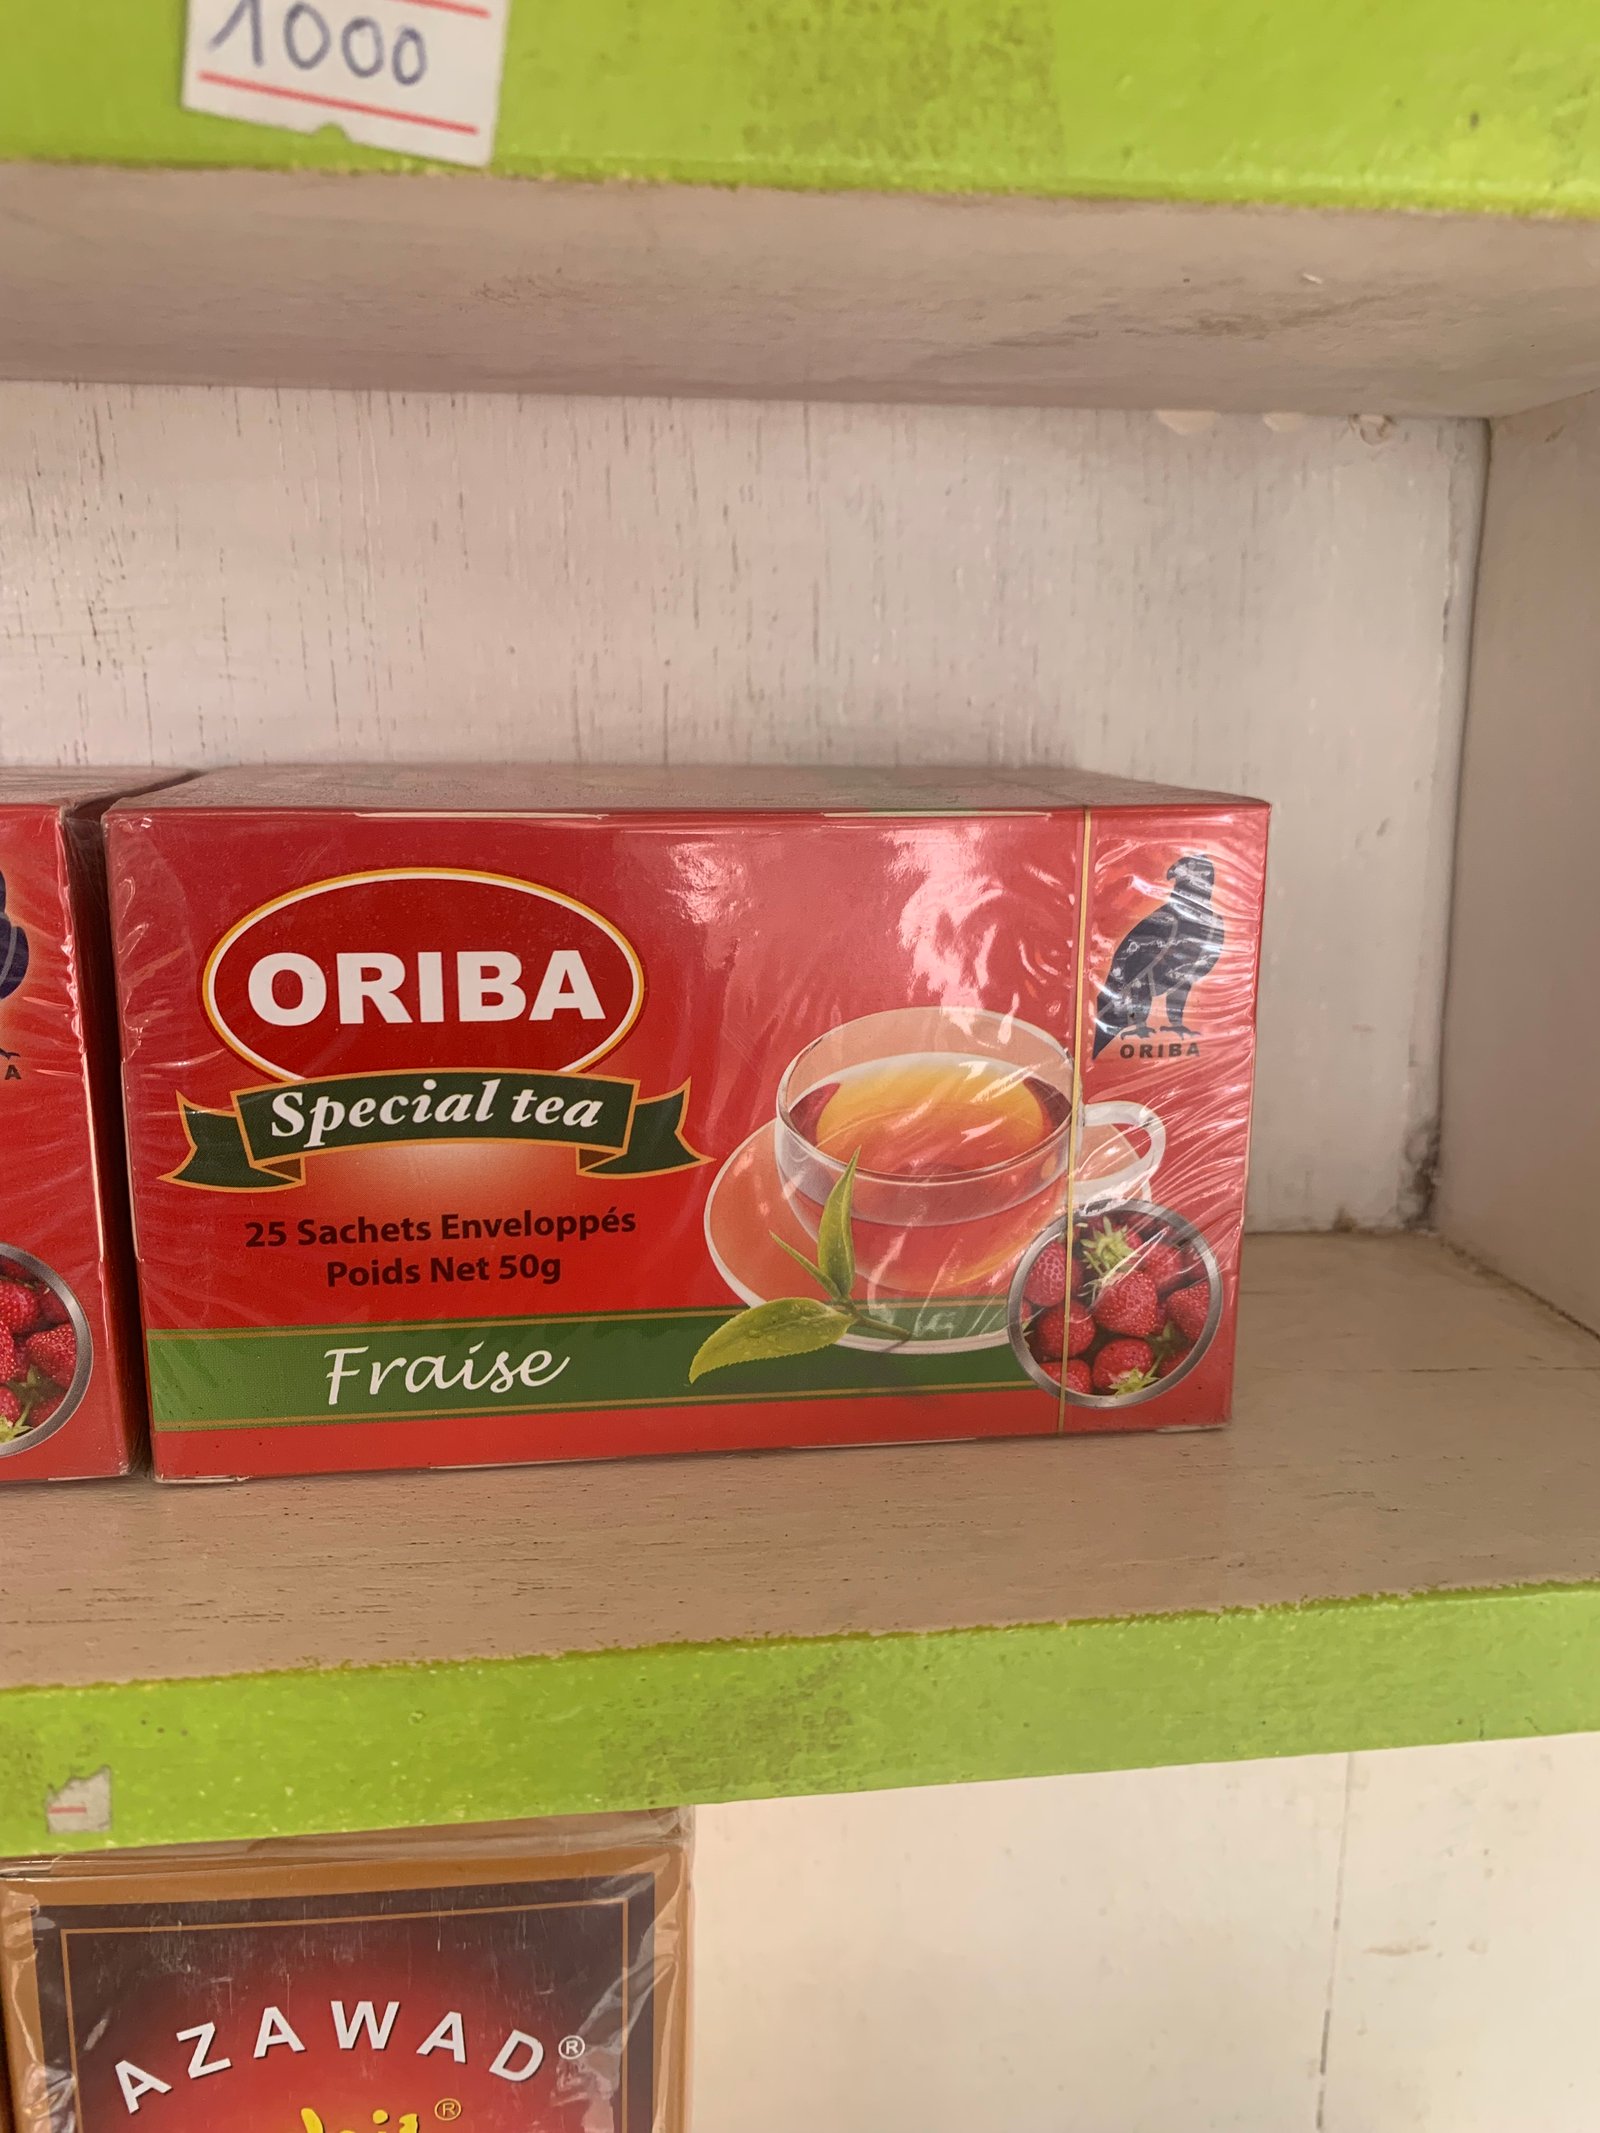 1000
ORIBA
Special tea
25 Sachets Enveloppés
Poids Net 50g
Fraise
ORIBA
A
AZAWAD®